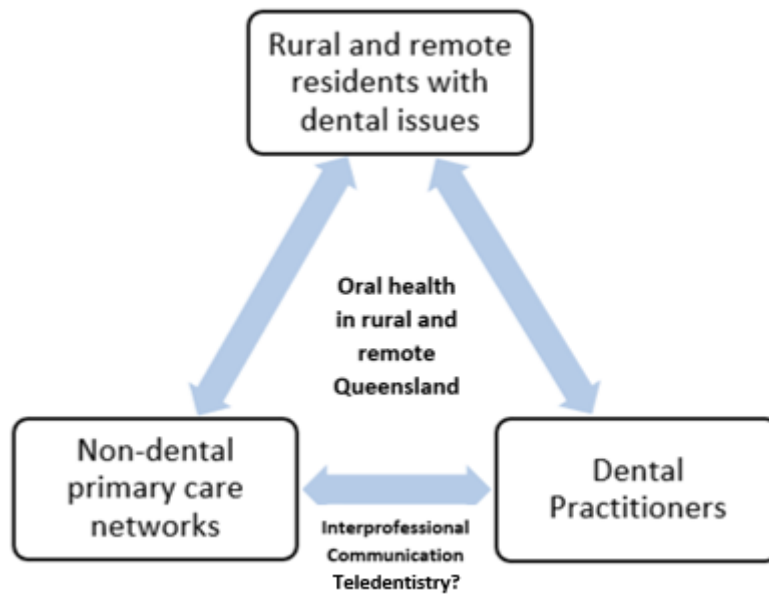 Rural and remote
residents with
dental issues
Oral health
in rural and
remote
Queensland
Non-dental
primary care
networks
Interprofessional
Communication
Teledentistry?
Dental
Practitioners